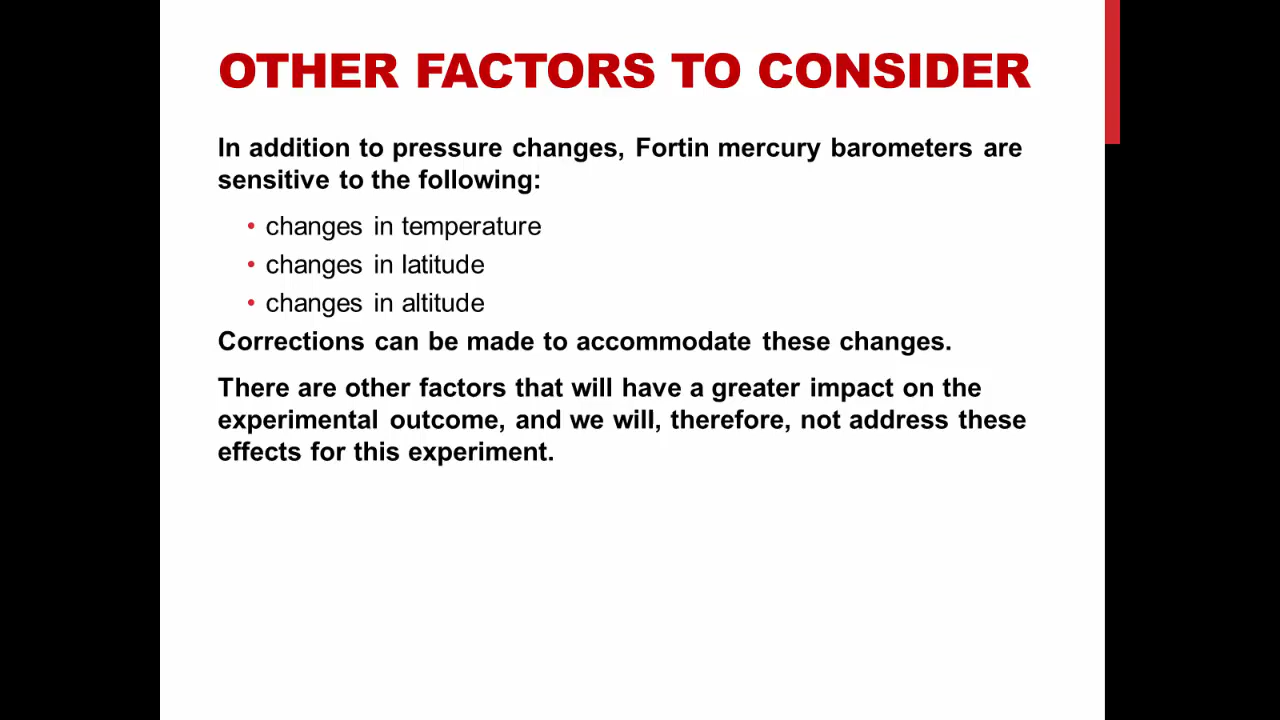 OTHER FACTORS TO CONSIDER
In addition to pressure changes, Fortin mercury barometers are
sensitive to the following:
• changes in temperature
• changes in latitude
• changes in altitude
Corrections can be made to accommodate these changes.
There are other factors that will have a greater impact on the
experimental outcome, and we will, therefore, not address these
effects for this experiment.